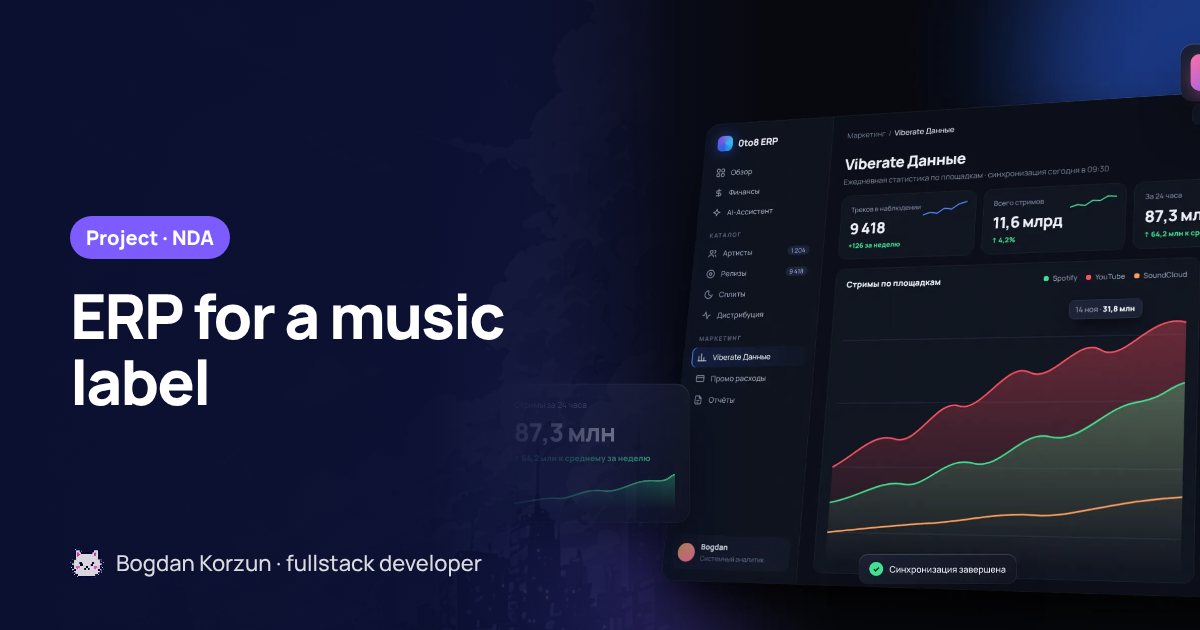 Project · NDA
ERP for a music
label
Bogdan Korzun · fullstack developer
Стримы за 24 часа
87,3 млн
↑ 64,2 млн к среднему за неделю
0to8 ERP
Обзор
Финансы
AI-Ассистент
КАТАЛОГ
Артисты 1 204
Релизы 9 418
Сплиты
Дистрибуция
МАРКЕТИНГ
Viberate Данные
Промо расходы
Отчёты
Bogdan
Системный аналитик
Маркетинг / Viberate Данные
Viberate Данные
Ежедневная статистика по площадкам · синхронизация сегодня в 09:30
Треков в наблюдении
9 418
+126 за неделю
Всего стримов
11,6 млрд
↑ 4,2%
За 24 часа
87,3 мл
↑ 64,2 млн к ср
Стримы по площадкам
Spotify YouTube SoundCloud
14 ноя · 31,8 млн
Синхронизация завершена